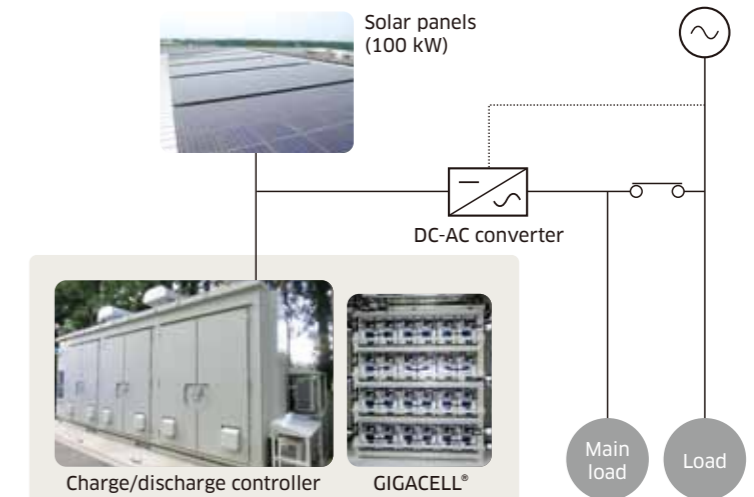 Solar panels
(100 kW)
DC-AC converter
Charge/discharge controller
GIGACELL®
Main
load
Load